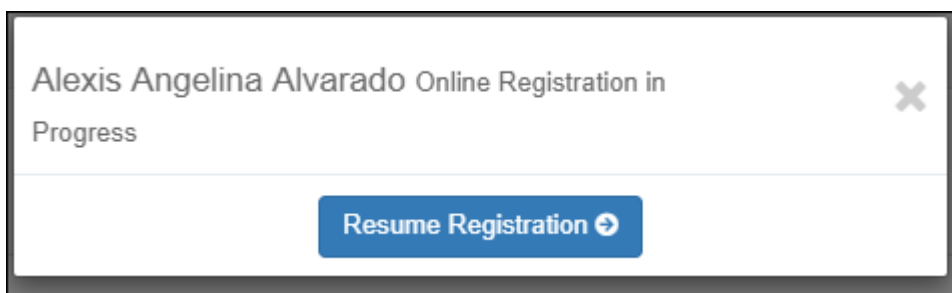 Alexis Angelina Alvarado Online Registration in
Progress
Resume Registration